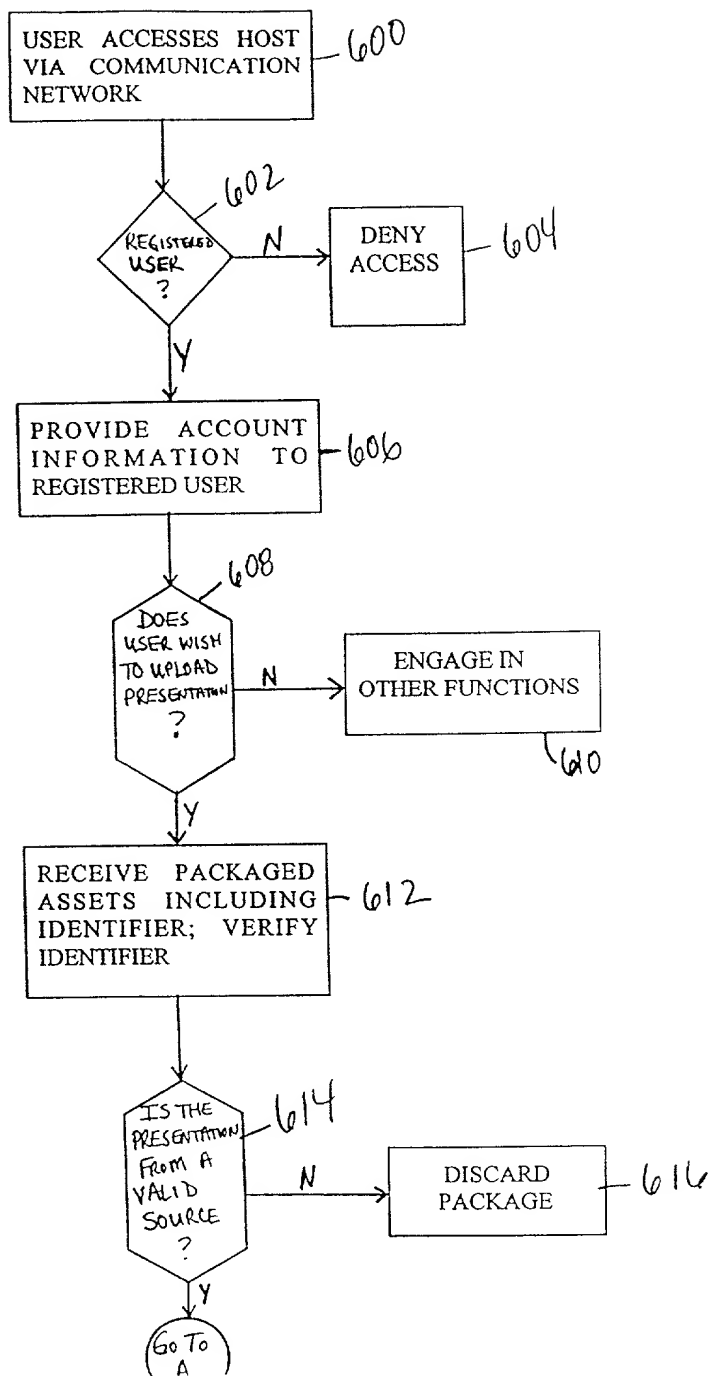 USER ACCESSES HOST
VIA COMMUNICATION
NETWORK
600
602
REGISTERED
USER
?
N
DENY
ACCESS
604
Y
PROVIDE ACCOUNT
INFORMATION TO
REGISTERED USER
606
608
DOES
USER WISH
TO UPLOAD
PRESENTATION
?
N
ENGAGE IN
OTHER FUNCTIONS
610
Y
RECEIVE PACKAGED
ASSETS INCLUDING
IDENTIFIER; VERIFY
IDENTIFIER
612
614
IS THE
PRESENTATION
FROM A
VALID
SOURCE
?
N
DISCARD
PACKAGE
616
Y
GO TO
A